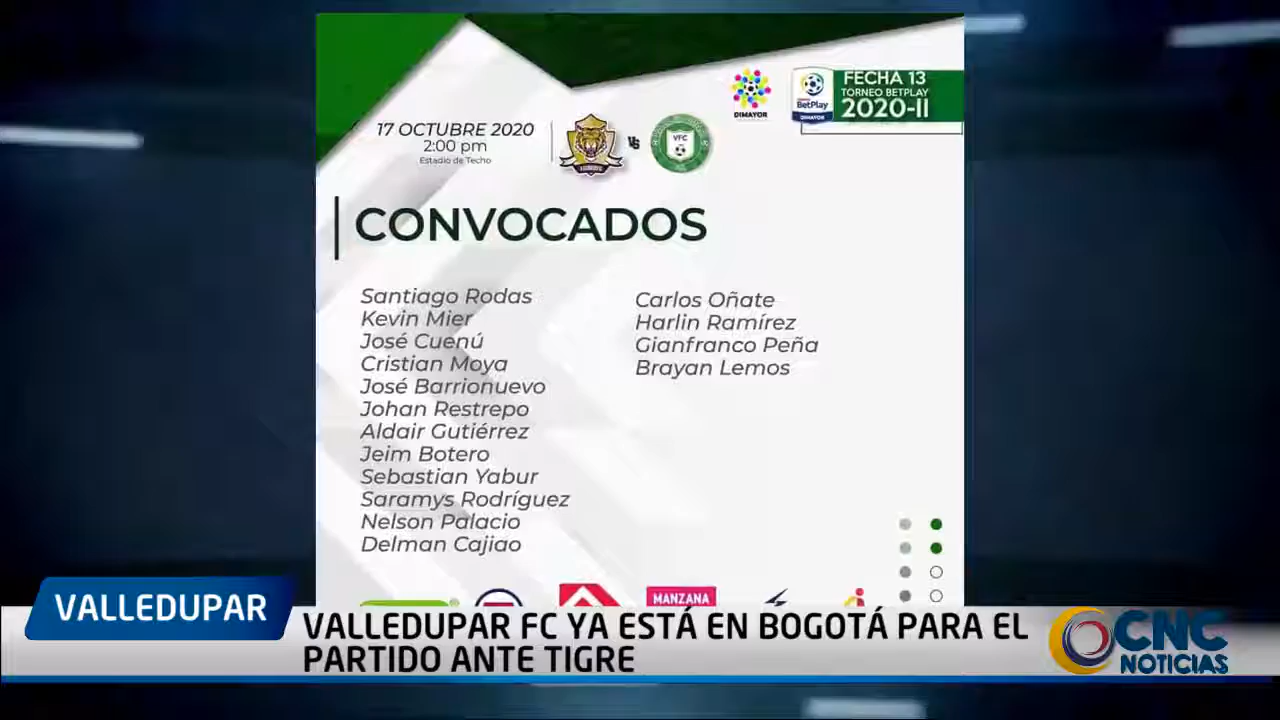 FECHA 13
TORNEO BETPLAY
2020-II
DIMAYOR
BetPlay
DIMAYOR
17 OCTUBRE 2020
2:00 pm
Estadio de Techo
VS
VFC
CONVOCADOS
Santiago Rodas
Kevin Mier
José Cuenú
Cristian Moya
José Barrionuevo
Johan Restrepo
Aldair Gutiérrez
Jeim Botero
Sebastian Yabur
Saramys Rodríguez
Nelson Palacio
Delman Cajiao
Carlos Oñate
Harlin Ramírez
Gianfranco Peña
Brayan Lemos
MANZANA
VALLEDUPAR
VALLEDUPAR FC YA ESTÁ EN BOGOTÁ PARA EL
PARTIDO ANTE TIGRE
CNC
NOTICIAS